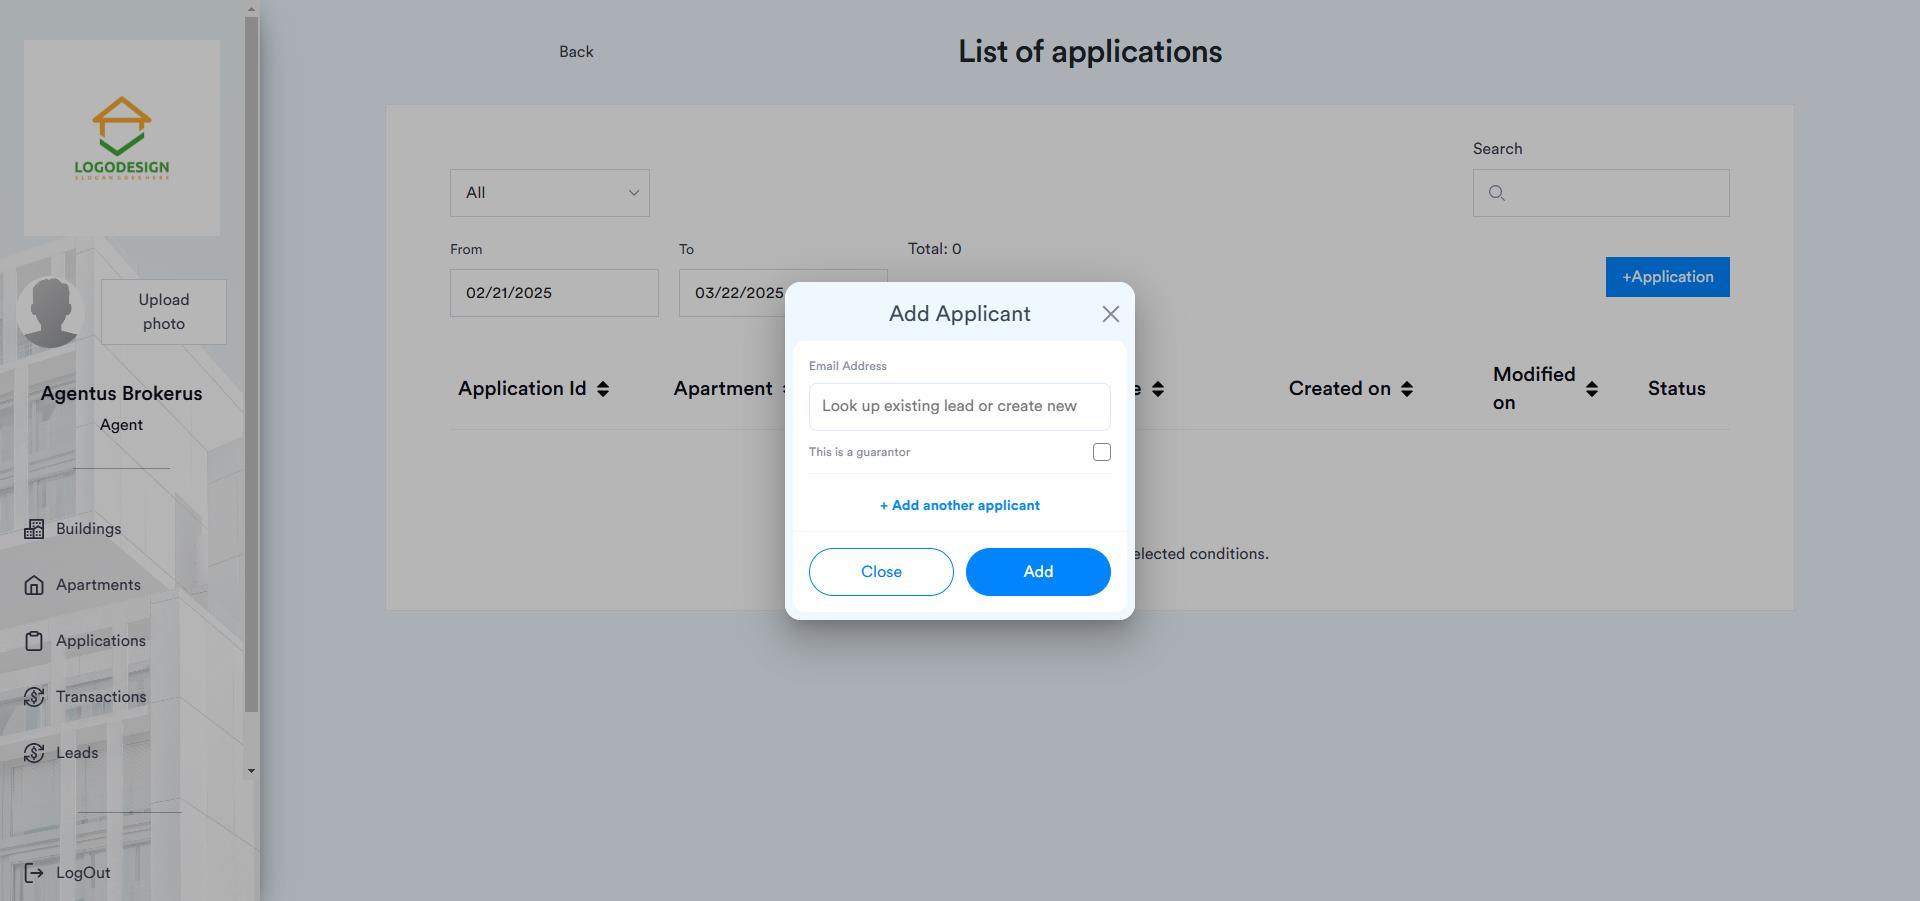 LOGODESIGN
SLOGAN GOES HERE
Upload
photo
Agentus Brokerus
Agent
Buildings
Apartments
Applications
Transactions
Leads
LogOut
Back
List of applications
Search
All
From
To
Total: 0
02/21/2025
03/22/2025
+Application
Application Id
Apartment
e
Created on
Modified
on
Status
elected conditions.
Add Applicant
Email Address
Look up existing lead or create new
This is a guarantor
+ Add another applicant
Close
Add